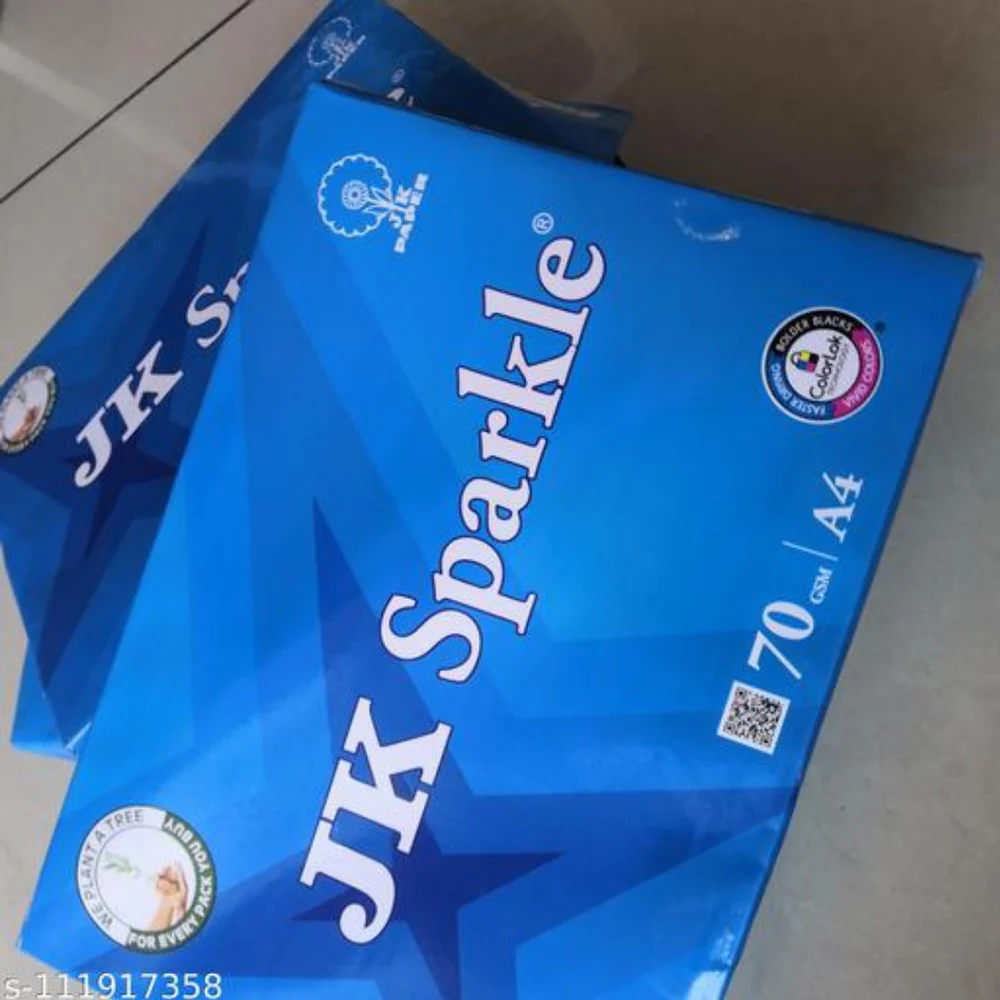 JK
PAPER
JK Sparkle®
BOLDER BLACKS
VIVID COLORS
FASTER DRYING
ColorLok
TECHNOLOGY
70 GSM | A4
WE PLANT A TREE
FOR EVERY PACK YOU BUY
JK Sp
s-111917358